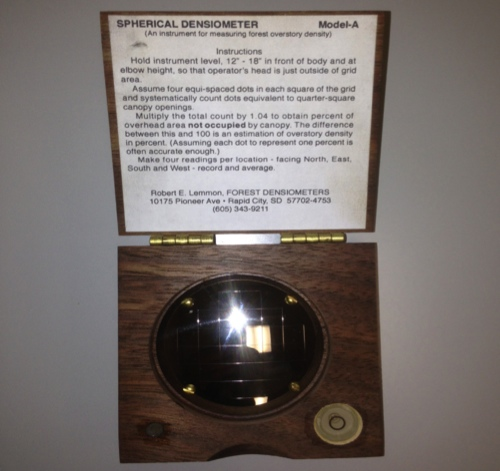 SPHERICAL DENSIOMETER Model-A
(An instrument for measuring forest overstory density)
Instructions
Hold instrument level, 12" - 18" in front of body and at
elbow height, so that operator's head is just outside of grid
area.
Assume four equi-spaced dots in each square of the grid
and systematically count dots equivalent to quarter-square
canopy openings.
Multiply the total count by 1.04 to obtain percent of
overhead area not occupied by canopy. The difference
between this and 100 is an estimation of overstory density
in percent. (Assuming each dot to represent one percent is
often accurate enough.)
Make four readings per location - facing North, East,
South and West - record and average.
Robert E. Lemmon, FOREST DENSIOMETERS
10175 Pioneer Ave • Rapid City, SD 57702-4753
(605) 343-9211